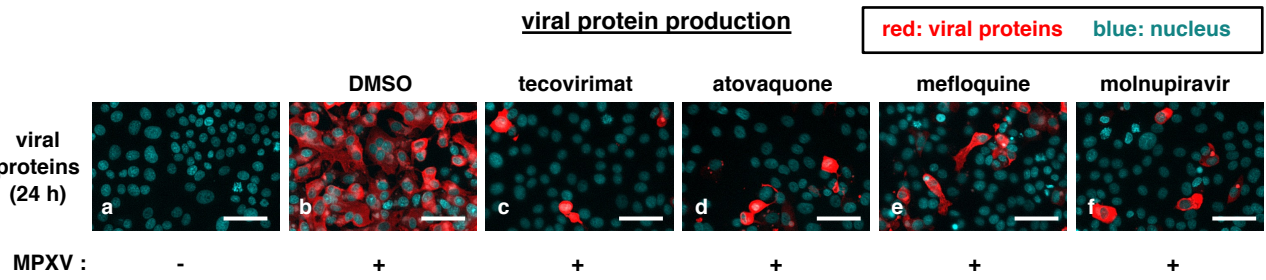 viral protein production
red: viral proteins blue: nucleus
DMSO tecovirimat atovaquone mefloquine molnupiravir
viral
proteins
(24 h)
a b c d e f
MPXV : - + + + + +